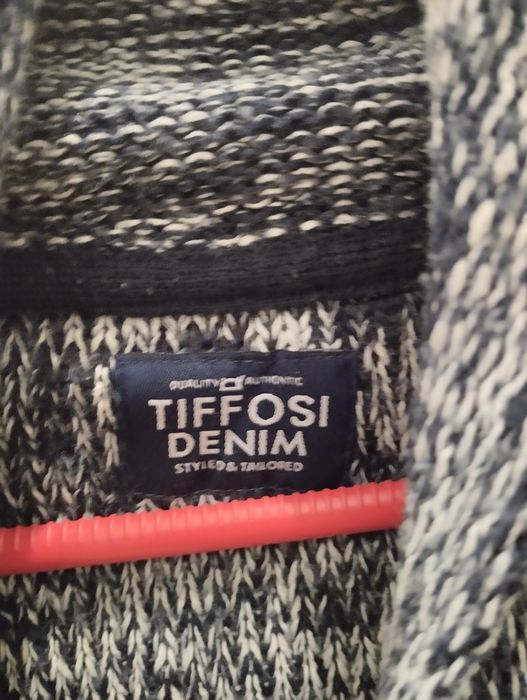 QUALITY AUTHENTIC
TIFFOSI
DENIM
STYLED & TAILORED